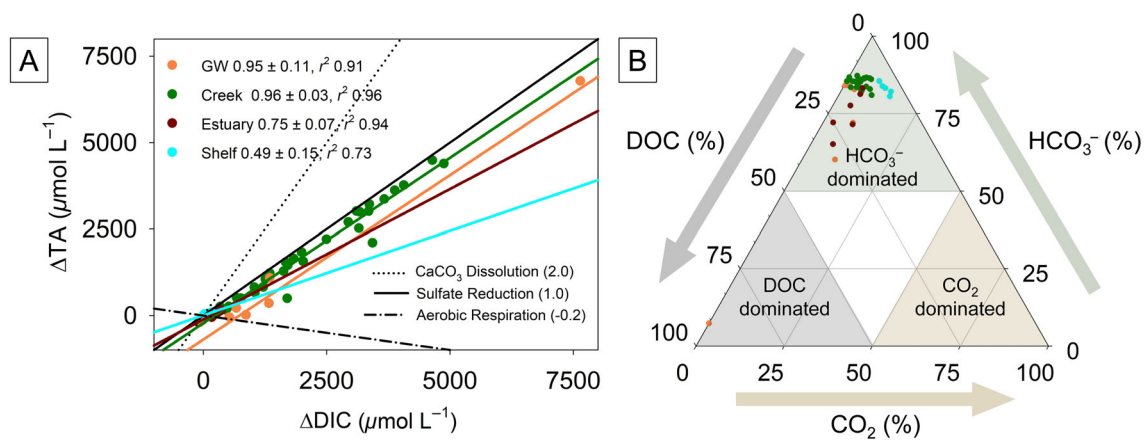 A
7500
5000
2500
0
ΔTA (µmol L⁻¹)
GW 0.95 ± 0.11, r² 0.91
Creek 0.96 ± 0.03, r² 0.96
Estuary 0.75 ± 0.07, r² 0.94
Shelf 0.49 ± 0.15, r² 0.73
CaCO₃ Dissolution (2.0)
Sulfate Reduction (1.0)
Aerobic Respiration (-0.2)
0 2500 5000 7500
ΔDIC (µmol L⁻¹)
B
0 100
25 75
DOC (%)
HCO₃⁻ (%)
HCO₃⁻
dominated
50 50
75 25
DOC
dominated
CO₂
dominated
100 0
0 25 50 75 100
CO₂ (%)